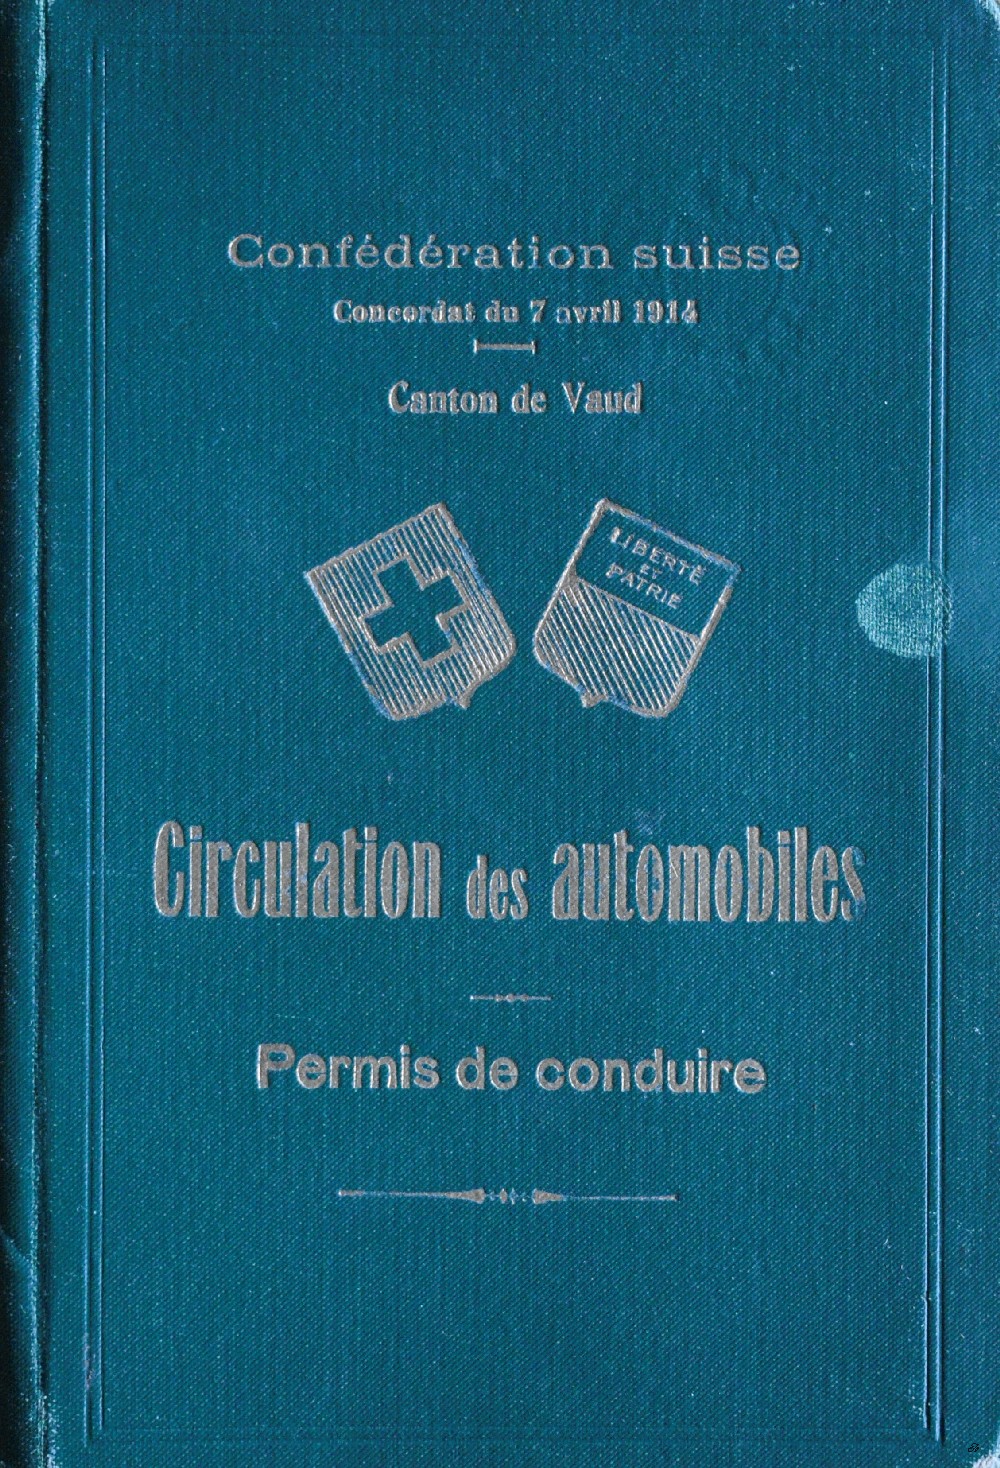 Confédération suisse
Concordat du 7 avril 1914
Canton de Vaud
LIBERTÉ
ET
PATRIE
Circulation des automobiles
Permis de conduire